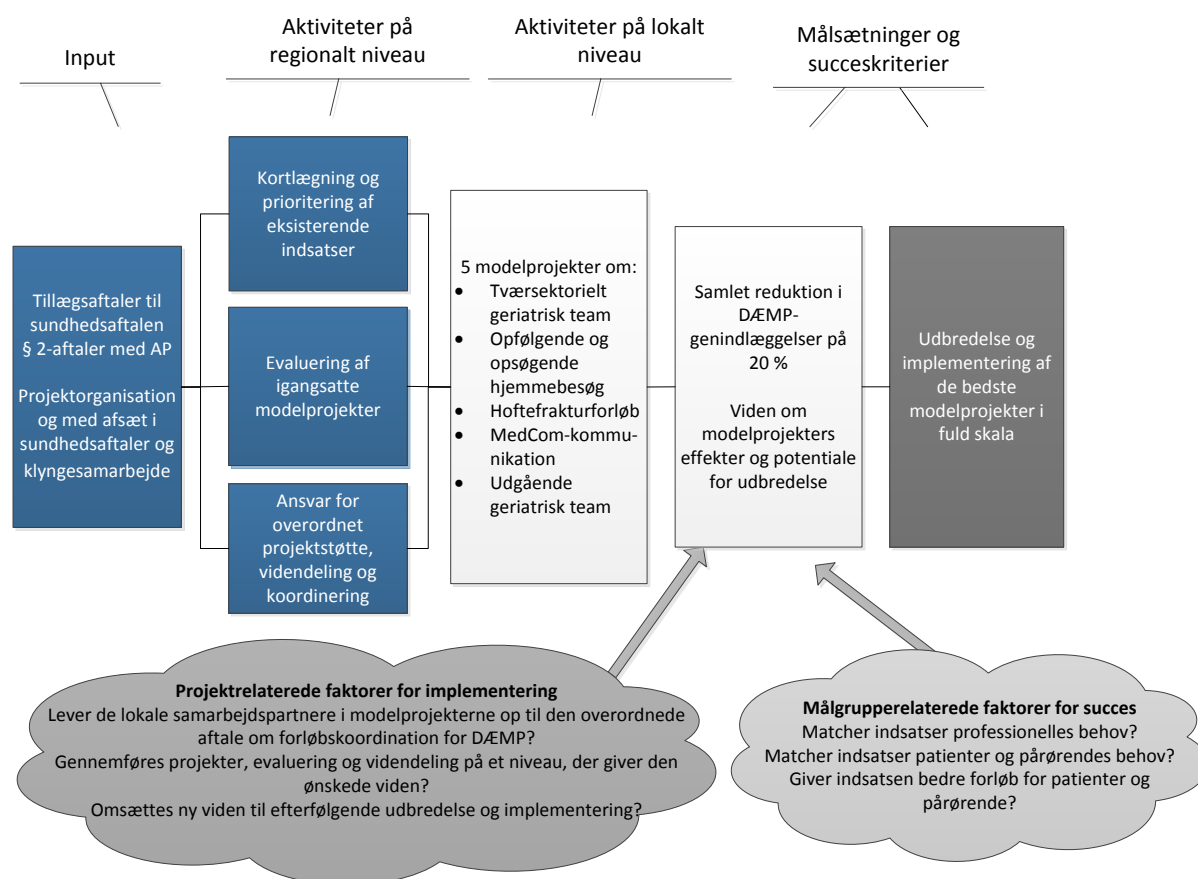 Input
Aktiviteter på
regionalt niveau
Aktiviteter på lokalt
niveau
Målsætninger og
succeskriterier
Tillægsaftaler til
sundhedsaftalen
§ 2-aftaler med AP
Projektorganisation
og med afsæt i
sundhedsaftaler og
klyngesamarbejde
Kortlægning og
prioritering af
eksisterende
indsatser
Evaluering af
igangsatte
modelprojekter
Ansvar for
overordnet
projektstøtte,
videndeling og
koordinering
5 modelprojekter om:
• Tværsektorielt
geriatrisk team
• Opfølgende og
opsøgende
hjemmebesøg
• Hoftefrakturforløb
• MedCom-kommu-
nikation
• Udgående
geriatrisk team
Samlet reduktion i
DÆMP-
genindlæggelser på
20 %
Viden om
modelprojekters
effekter og potentiale
for udbredelse
Udbredelse og
implementering af
de bedste
modelprojekter i
fuld skala
Projektrelaterede faktorer for implementering
Lever de lokale samarbejdspartnere i modelprojekterne op til den overordnede
aftale om forløbskoordination for DÆMP?
Gennemføres projekter, evaluering og videndeling på et niveau, der giver den
ønskede viden?
Omsættes ny viden til efterfølgende udbredelse og implementering?
Målgrupperelaterede faktorer for succes
Matcher indsatser professionelles behov?
Matcher indsatser patienter og pårørendes behov?
Giver indsatsen bedre forløb for patienter og
pårørende?